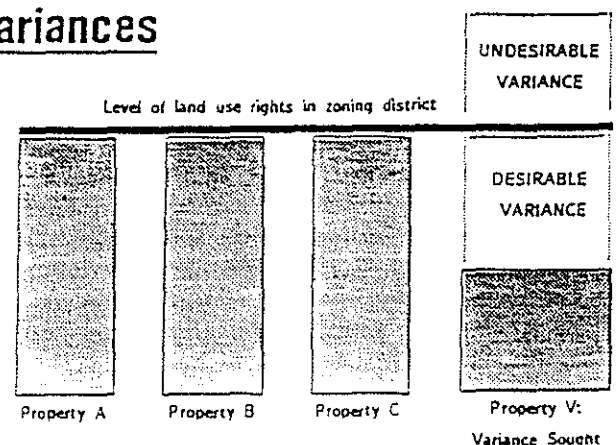 ariances
UNDESIRABLE
VARIANCE
Level of land use rights in zoning district
DESIRABLE
VARIANCE
Property A
Property B
Property C
Property V:
Variance Sought